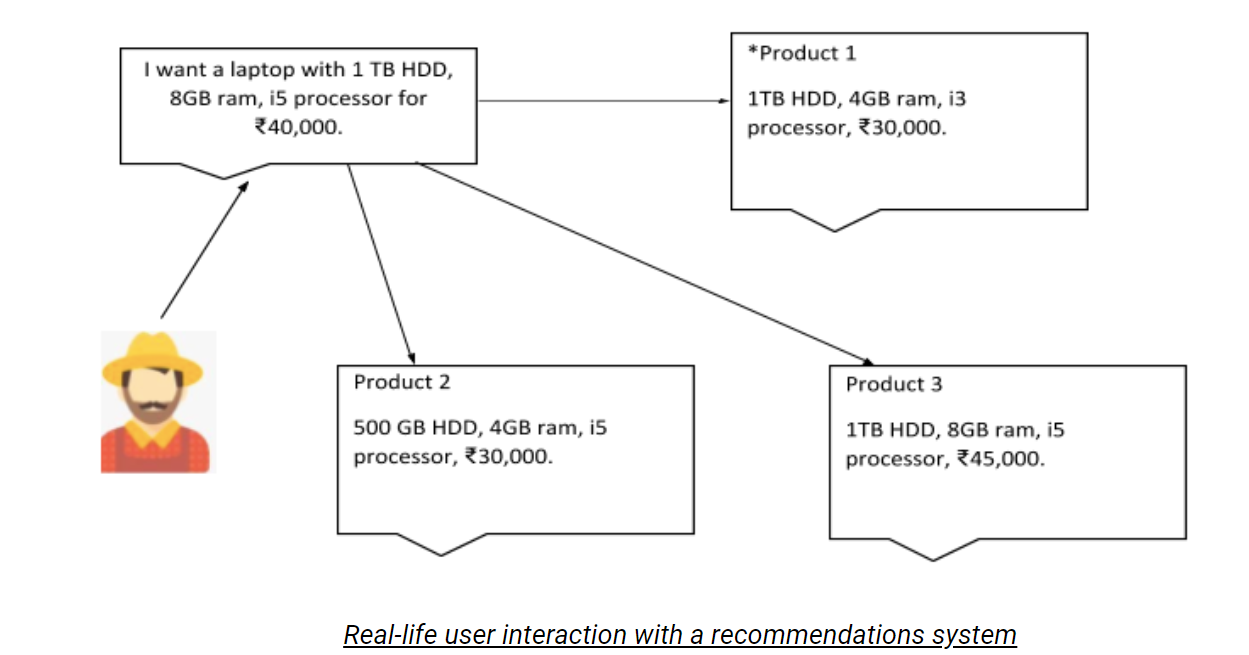 I want a laptop with 1 TB HDD,
8GB ram, i5 processor for
₹40,000.
*Product 1
1TB HDD, 4GB ram, i3
processor, ₹30,000.
Product 2
500 GB HDD, 4GB ram, i5
processor, ₹30,000.
Product 3
1TB HDD, 8GB ram, i5
processor, ₹45,000.
Real-life user interaction with a recommendations system